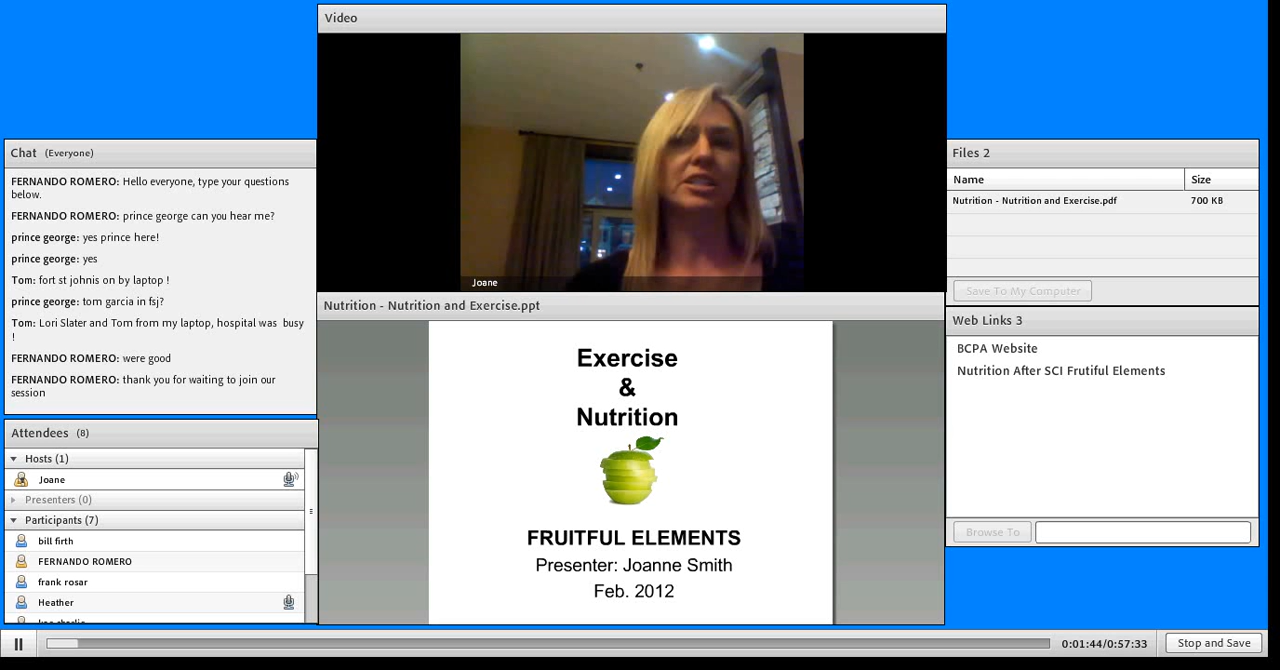 Video
Joane
Chat (Everyone)
FERNANDO ROMERO: Hello everyone, type your questions
below.
FERNANDO ROMERO: prince george can you hear me?
prince george: yes prince here!
prince george: yes
Tom: fort st johnis on by laptop !
prince george: tom garcia in fsj?
Tom: Lori Slater and Tom from my laptop, hospital was busy
!
FERNANDO ROMERO: were good
FERNANDO ROMERO: thank you for waiting to join our
session
Attendees (8)
Hosts (1)
Joane
Presenters (0)
Participants (7)
bill firth
FERNANDO ROMERO
frank rosar
Heather
Nutrition - Nutrition and Exercise.ppt
Exercise
&
Nutrition
FRUITFUL ELEMENTS
Presenter: Joanne Smith
Feb. 2012
Files 2
Name Size
Nutrition - Nutrition and Exercise.pdf 700 KB
Save To My Computer
Web Links 3
BCPA Website
Nutrition After SCI Frutiful Elements
Browse To
0:01:44/0:57:33
Stop and Save